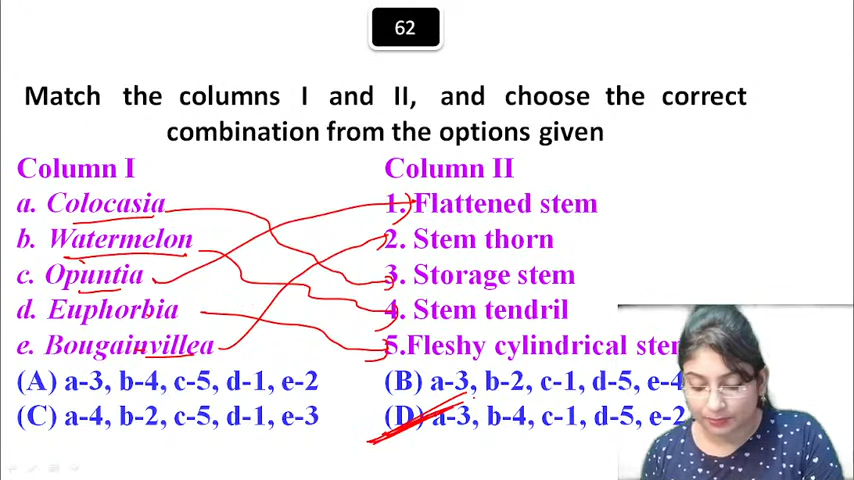 62
Match the columns I and II, and choose the correct
combination from the options given
Column I Column II
a. Colocasia 1. Flattened stem
b. Watermelon 2. Stem thorn
c. Opuntia 3. Storage stem
d. Euphorbia 4. Stem tendril
e. Bougainvillea 5.Fleshy cylindrical ster
(A) a-3, b-4, c-5, d-1, e-2 (B) a-3, b-2, c-1, d-5, e-4
(C) a-4, b-2, c-5, d-1, e-3 (D) a-3, b-4, c-1, d-5, e-2